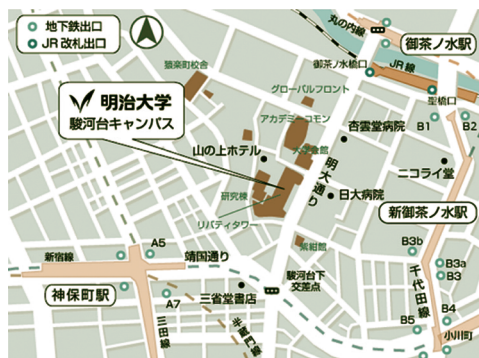 地下鉄出口
JR 改札出口
丸の内線
御茶ノ水駅
御茶ノ水橋口
JR 線
猿楽町校舎
グローバルフロント
聖橋口
明治大学
駿河台キャンパス
アカデミーコモン
B1
B2
杏雲堂病院
大学会館
山の上ホテル
明大通り
ニコライ堂
研究棟
日大病院
リバティタワー
新御茶ノ水駅
紫紺館
B3b
A5
靖国通り
新宿線
B3a
B3
千代田線
駿河台下
交差点
神保町駅
三省堂書店
A7
三田線
半蔵門線
B4
B5
小川町